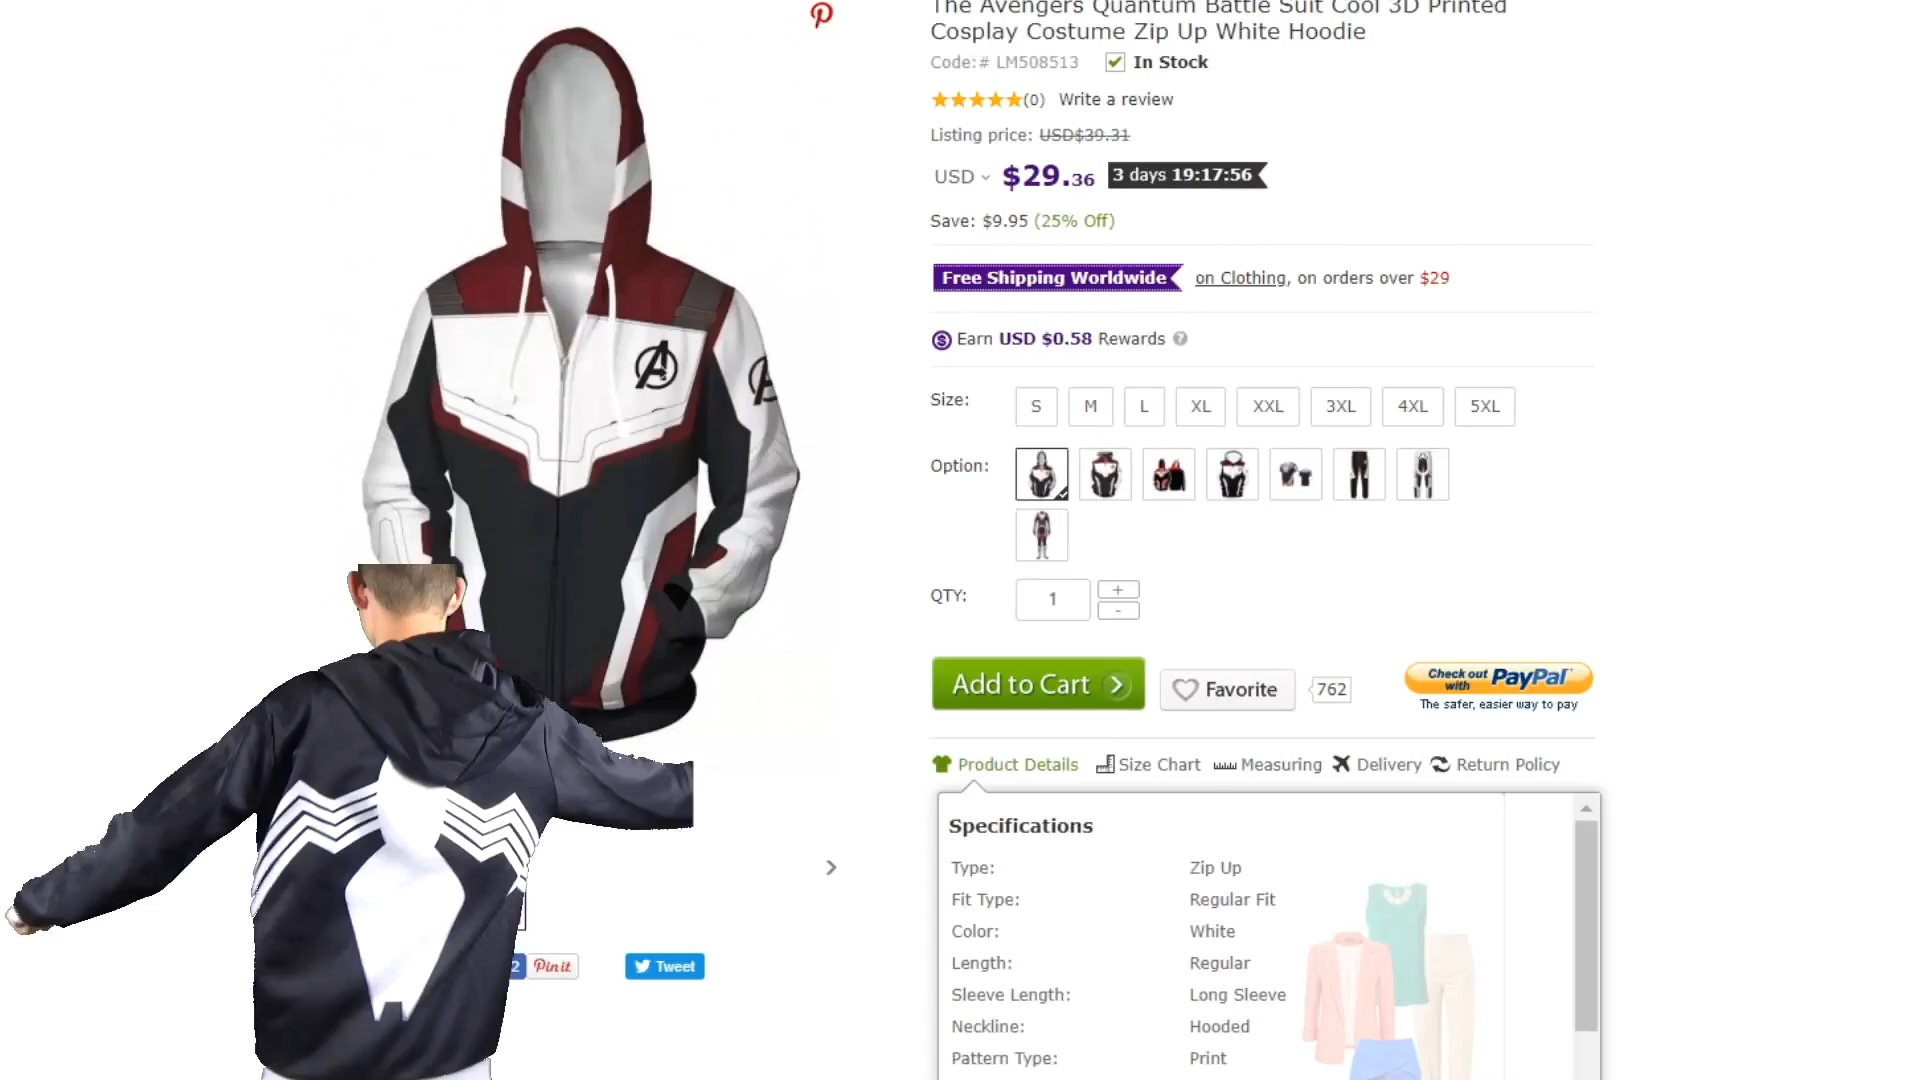 The Avengers Quantum Battle Suit Cool 3D Printed
Cosplay Costume Zip Up White Hoodie
Code:# LM508513 In Stock
(0) Write a review
Listing price: USD$39.31
USD $29.36 3 days 19:17:56
Save: $9.95 (25% Off)
Free Shipping Worldwide on Clothing, on orders over $29
Earn USD $0.58 Rewards ?
Size: S M L XL XXL 3XL 4XL 5XL
Option:
QTY: 1 + -
Add to Cart Favorite 762 Check out with PayPal
The safer, easier way to pay
Product Details Size Chart Measuring Delivery Return Policy
Specifications
Type: Zip Up
Fit Type: Regular Fit
Color: White
Length: Regular
Sleeve Length: Long Sleeve
Neckline: Hooded
Pattern Type: Print
2 Pin it Tweet